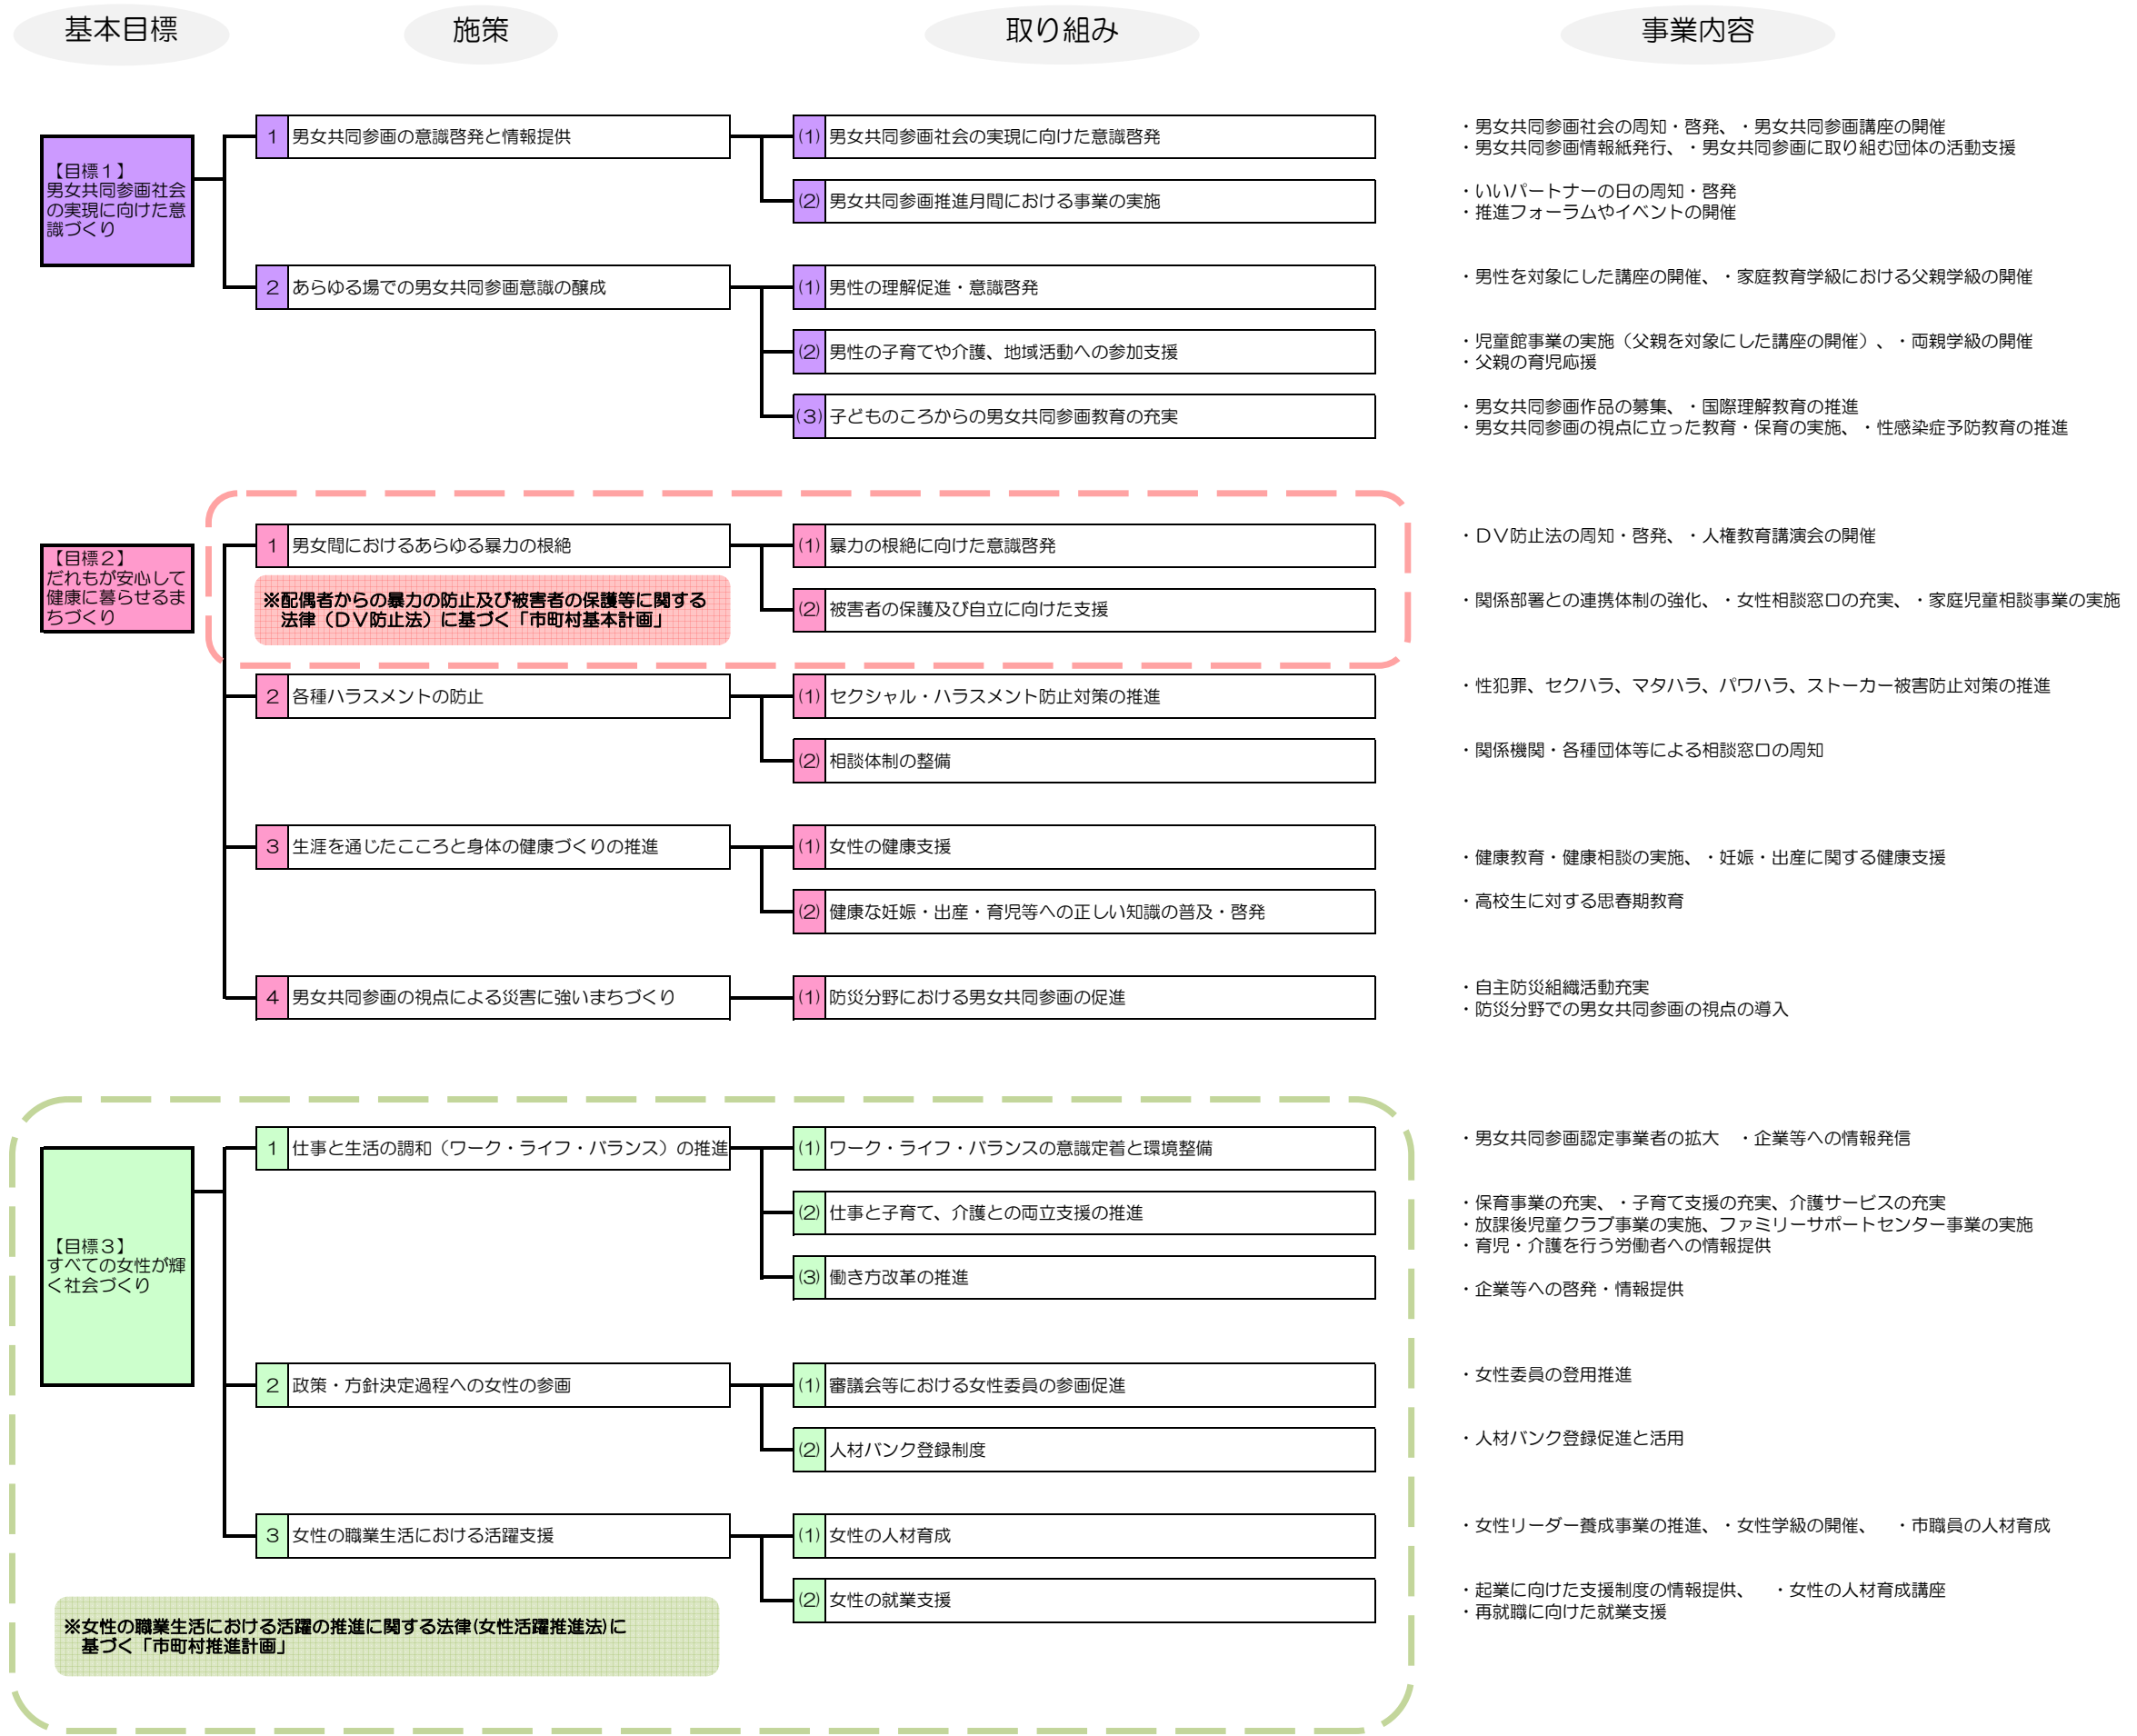 基本目標
施策
取り組み
事業内容
【目標１】
男女共同参画社会
の実現に向けた意
識づくり
1 男女共同参画の意識啓発と情報提供
(1) 男女共同参画社会の実現に向けた意識啓発
・男女共同参画社会の周知・啓発、・男女共同参画講座の開催
・男女共同参画情報紙発行、・男女共同参画に取り組む団体の活動支援
(2) 男女共同参画推進月間における事業の実施
・いいパートナーの日の周知・啓発
・推進フォーラムやイベントの開催
2 あらゆる場での男女共同参画意識の醸成
(1) 男性の理解促進・意識啓発
・男性を対象にした講座の開催、・家庭教育学級における父親学級の開催
(2) 男性の子育てや介護、地域活動への参加支援
・児童館事業の実施（父親を対象にした講座の開催）、・両親学級の開催
・父親の育児応援
(3) 子どものころからの男女共同参画教育の充実
・男女共同参画作品の募集、・国際理解教育の推進
・男女共同参画の視点に立った教育・保育の実施、・性感染症予防教育の推進
【目標２】
だれもが安心して
健康に暮らせるま
ちづくり
1 男女間におけるあらゆる暴力の根絶
※配偶者からの暴力の防止及び被害者の保護等に関する
法律（ＤＶ防止法）に基づく「市町村基本計画」
(1) 暴力の根絶に向けた意識啓発
・ＤＶ防止法の周知・啓発、・人権教育講演会の開催
(2) 被害者の保護及び自立に向けた支援
・関係部署との連携体制の強化、・女性相談窓口の充実、・家庭児童相談事業の実施
2 各種ハラスメントの防止
(1) セクシャル・ハラスメント防止対策の推進
・性犯罪、セクハラ、マタハラ、パワハラ、ストーカー被害防止対策の推進
(2) 相談体制の整備
・関係機関・各種団体等による相談窓口の周知
3 生涯を通じたこころと身体の健康づくりの推進
(1) 女性の健康支援
・健康教育・健康相談の実施、・妊娠・出産に関する健康支援
(2) 健康な妊娠・出産・育児等への正しい知識の普及・啓発
・高校生に対する思春期教育
4 男女共同参画の視点による災害に強いまちづくり
(1) 防災分野における男女共同参画の促進
・自主防災組織活動充実
・防災分野での男女共同参画の視点の導入
【目標３】
すべての女性が輝
く社会づくり
1 仕事と生活の調和（ワーク・ライフ・バランス）の推進
(1) ワーク・ライフ・バランスの意識定着と環境整備
・男女共同参画認定事業者の拡大　・企業等への情報発信
(2) 仕事と子育て、介護との両立支援の推進
・保育事業の充実、・子育て支援の充実、介護サービスの充実
・放課後児童クラブ事業の実施、ファミリーサポートセンター事業の実施
・育児・介護を行う労働者への情報提供
(3) 働き方改革の推進
・企業等への啓発・情報提供
2 政策・方針決定過程への女性の参画
(1) 審議会等における女性委員の参画促進
・女性委員の登用推進
(2) 人材バンク登録制度
・人材バンク登録促進と活用
3 女性の職業生活における活躍支援
(1) 女性の人材育成
・女性リーダー養成事業の推進、・女性学級の開催、　・市職員の人材育成
(2) 女性の就業支援
・起業に向けた支援制度の情報提供、　・女性の人材育成講座
・再就職に向けた就業支援
※女性の職業生活における活躍の推進に関する法律(女性活躍推進法)に
基づく「市町村推進計画」